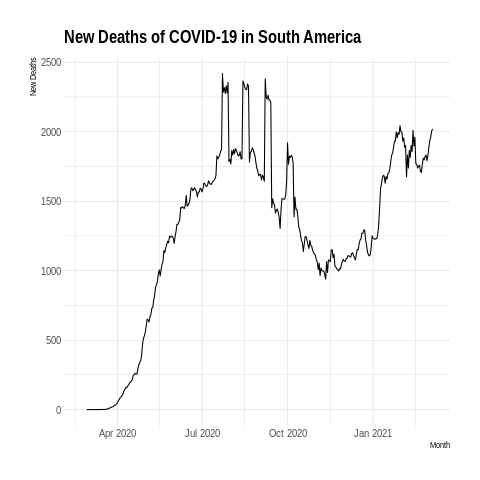 New Deaths of COVID-19 in South America
New Deaths
2500
2000
1500
1000
500
0
Apr 2020 Jul 2020 Oct 2020 Jan 2021
Month